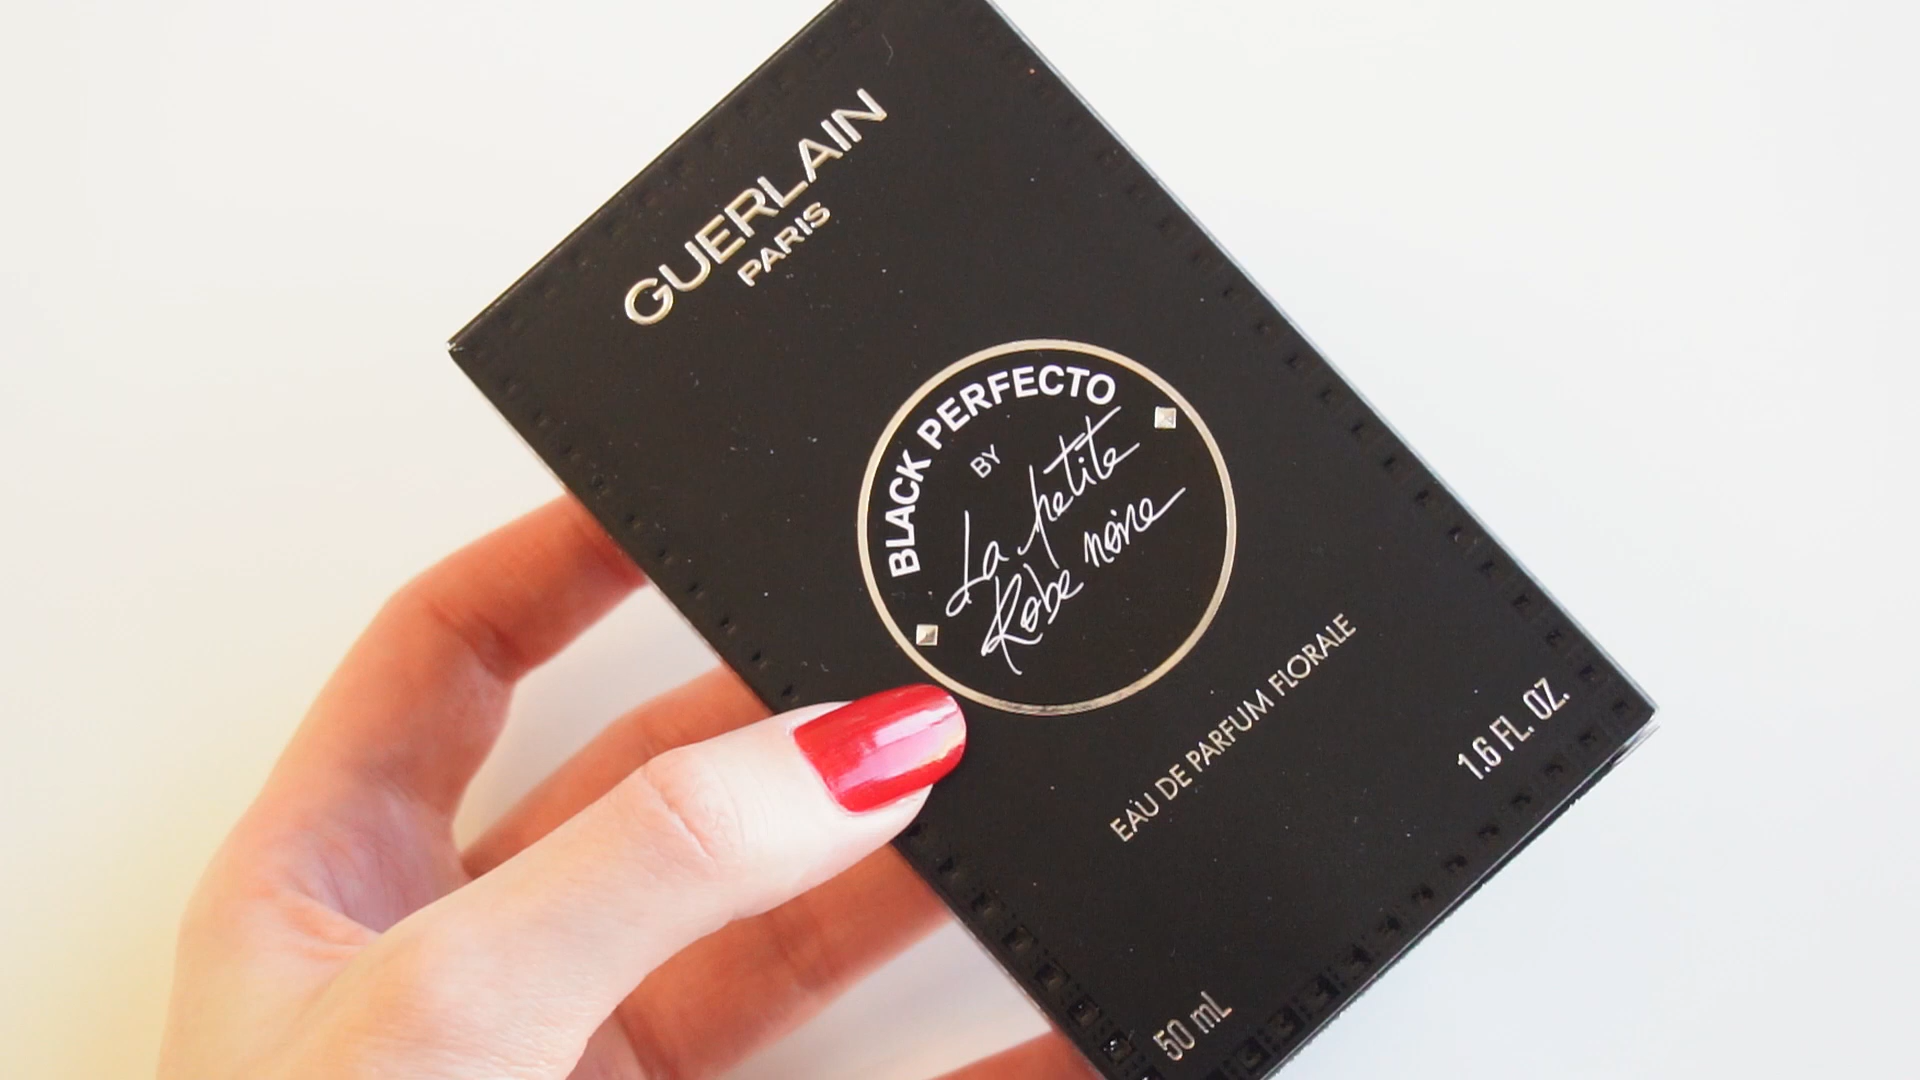 GUERLAIN
PARIS
BLACK PERFECTO
BY
La petite
Robe noire
EAU DE PARFUM FLORALE
50 mL
1.6 FL. OZ.